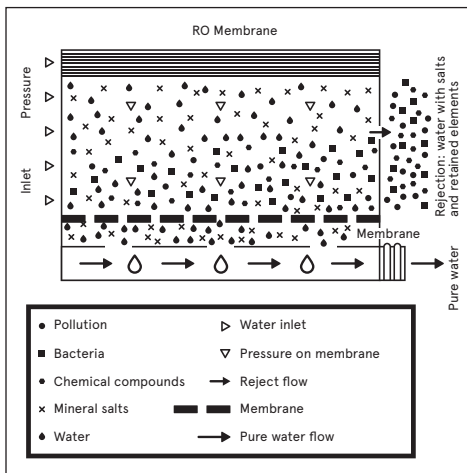 RO Membrane
Pressure
Inlet
Rejection: water with salts
and retained elements
Membrane
Pure water
Pollution
Bacteria
Chemical compounds
Mineral salts
Water
Water inlet
Pressure on membrane
Reject flow
Membrane
Pure water flow